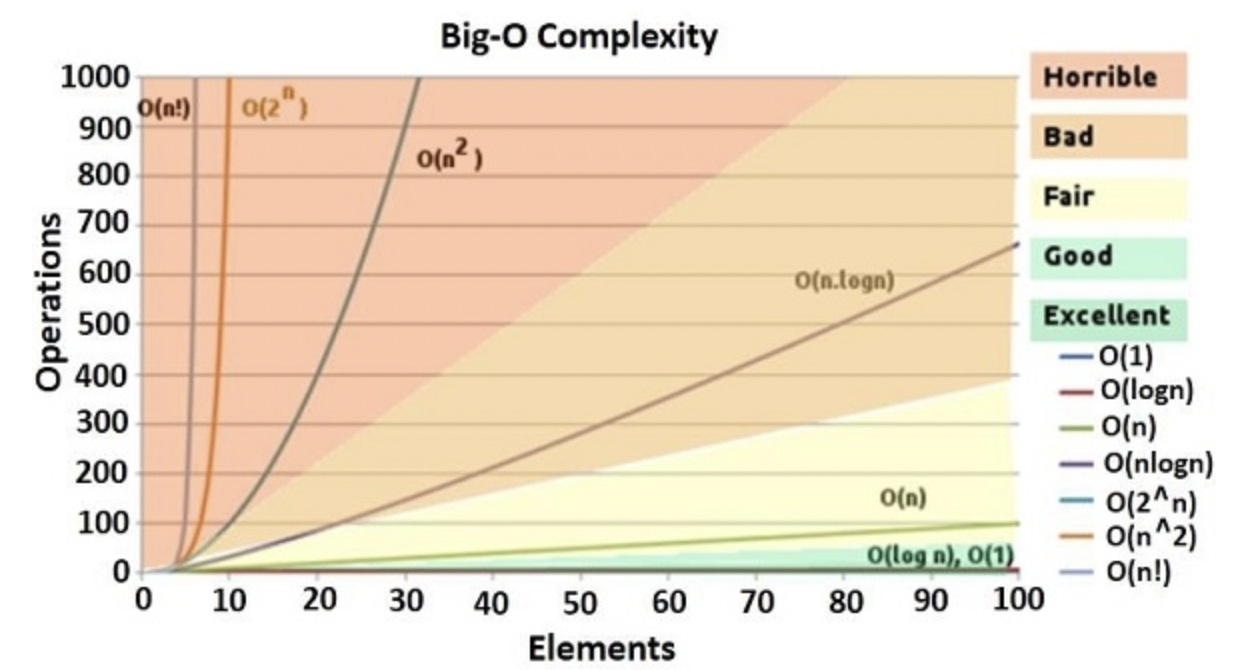 Big-O Complexity
Operations
1000
900
800
700
600
500
400
300
200
100
0
O(n!)
O(2^n)
O(n²)
O(n.logn)
O(n)
O(log n), O(1)
0 10 20 30 40 50 60 70 80 90 100
Elements
Horrible
Bad
Fair
Good
Excellent
O(1)
O(logn)
O(n)
O(nlogn)
O(2^n)
O(n^2)
O(n!)